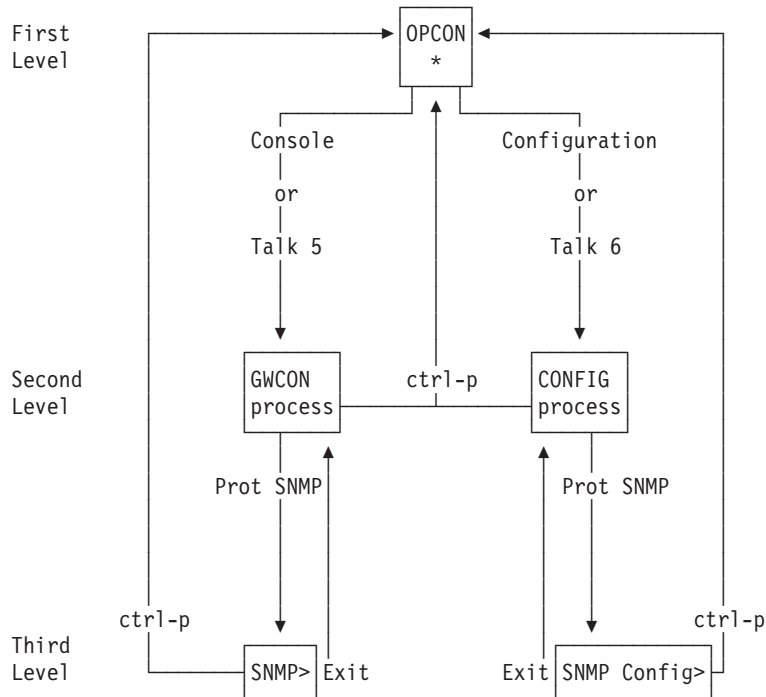 First
Level
OPCON
*
Console
Configuration
or
or
Talk 5
Talk 6
Second
Level
GWCON
process
ctrl-p
CONFIG
process
Prot SNMP
Prot SNMP
ctrl-p
ctrl-p
Third
Level
SNMP>
Exit
Exit
SNMP Config>